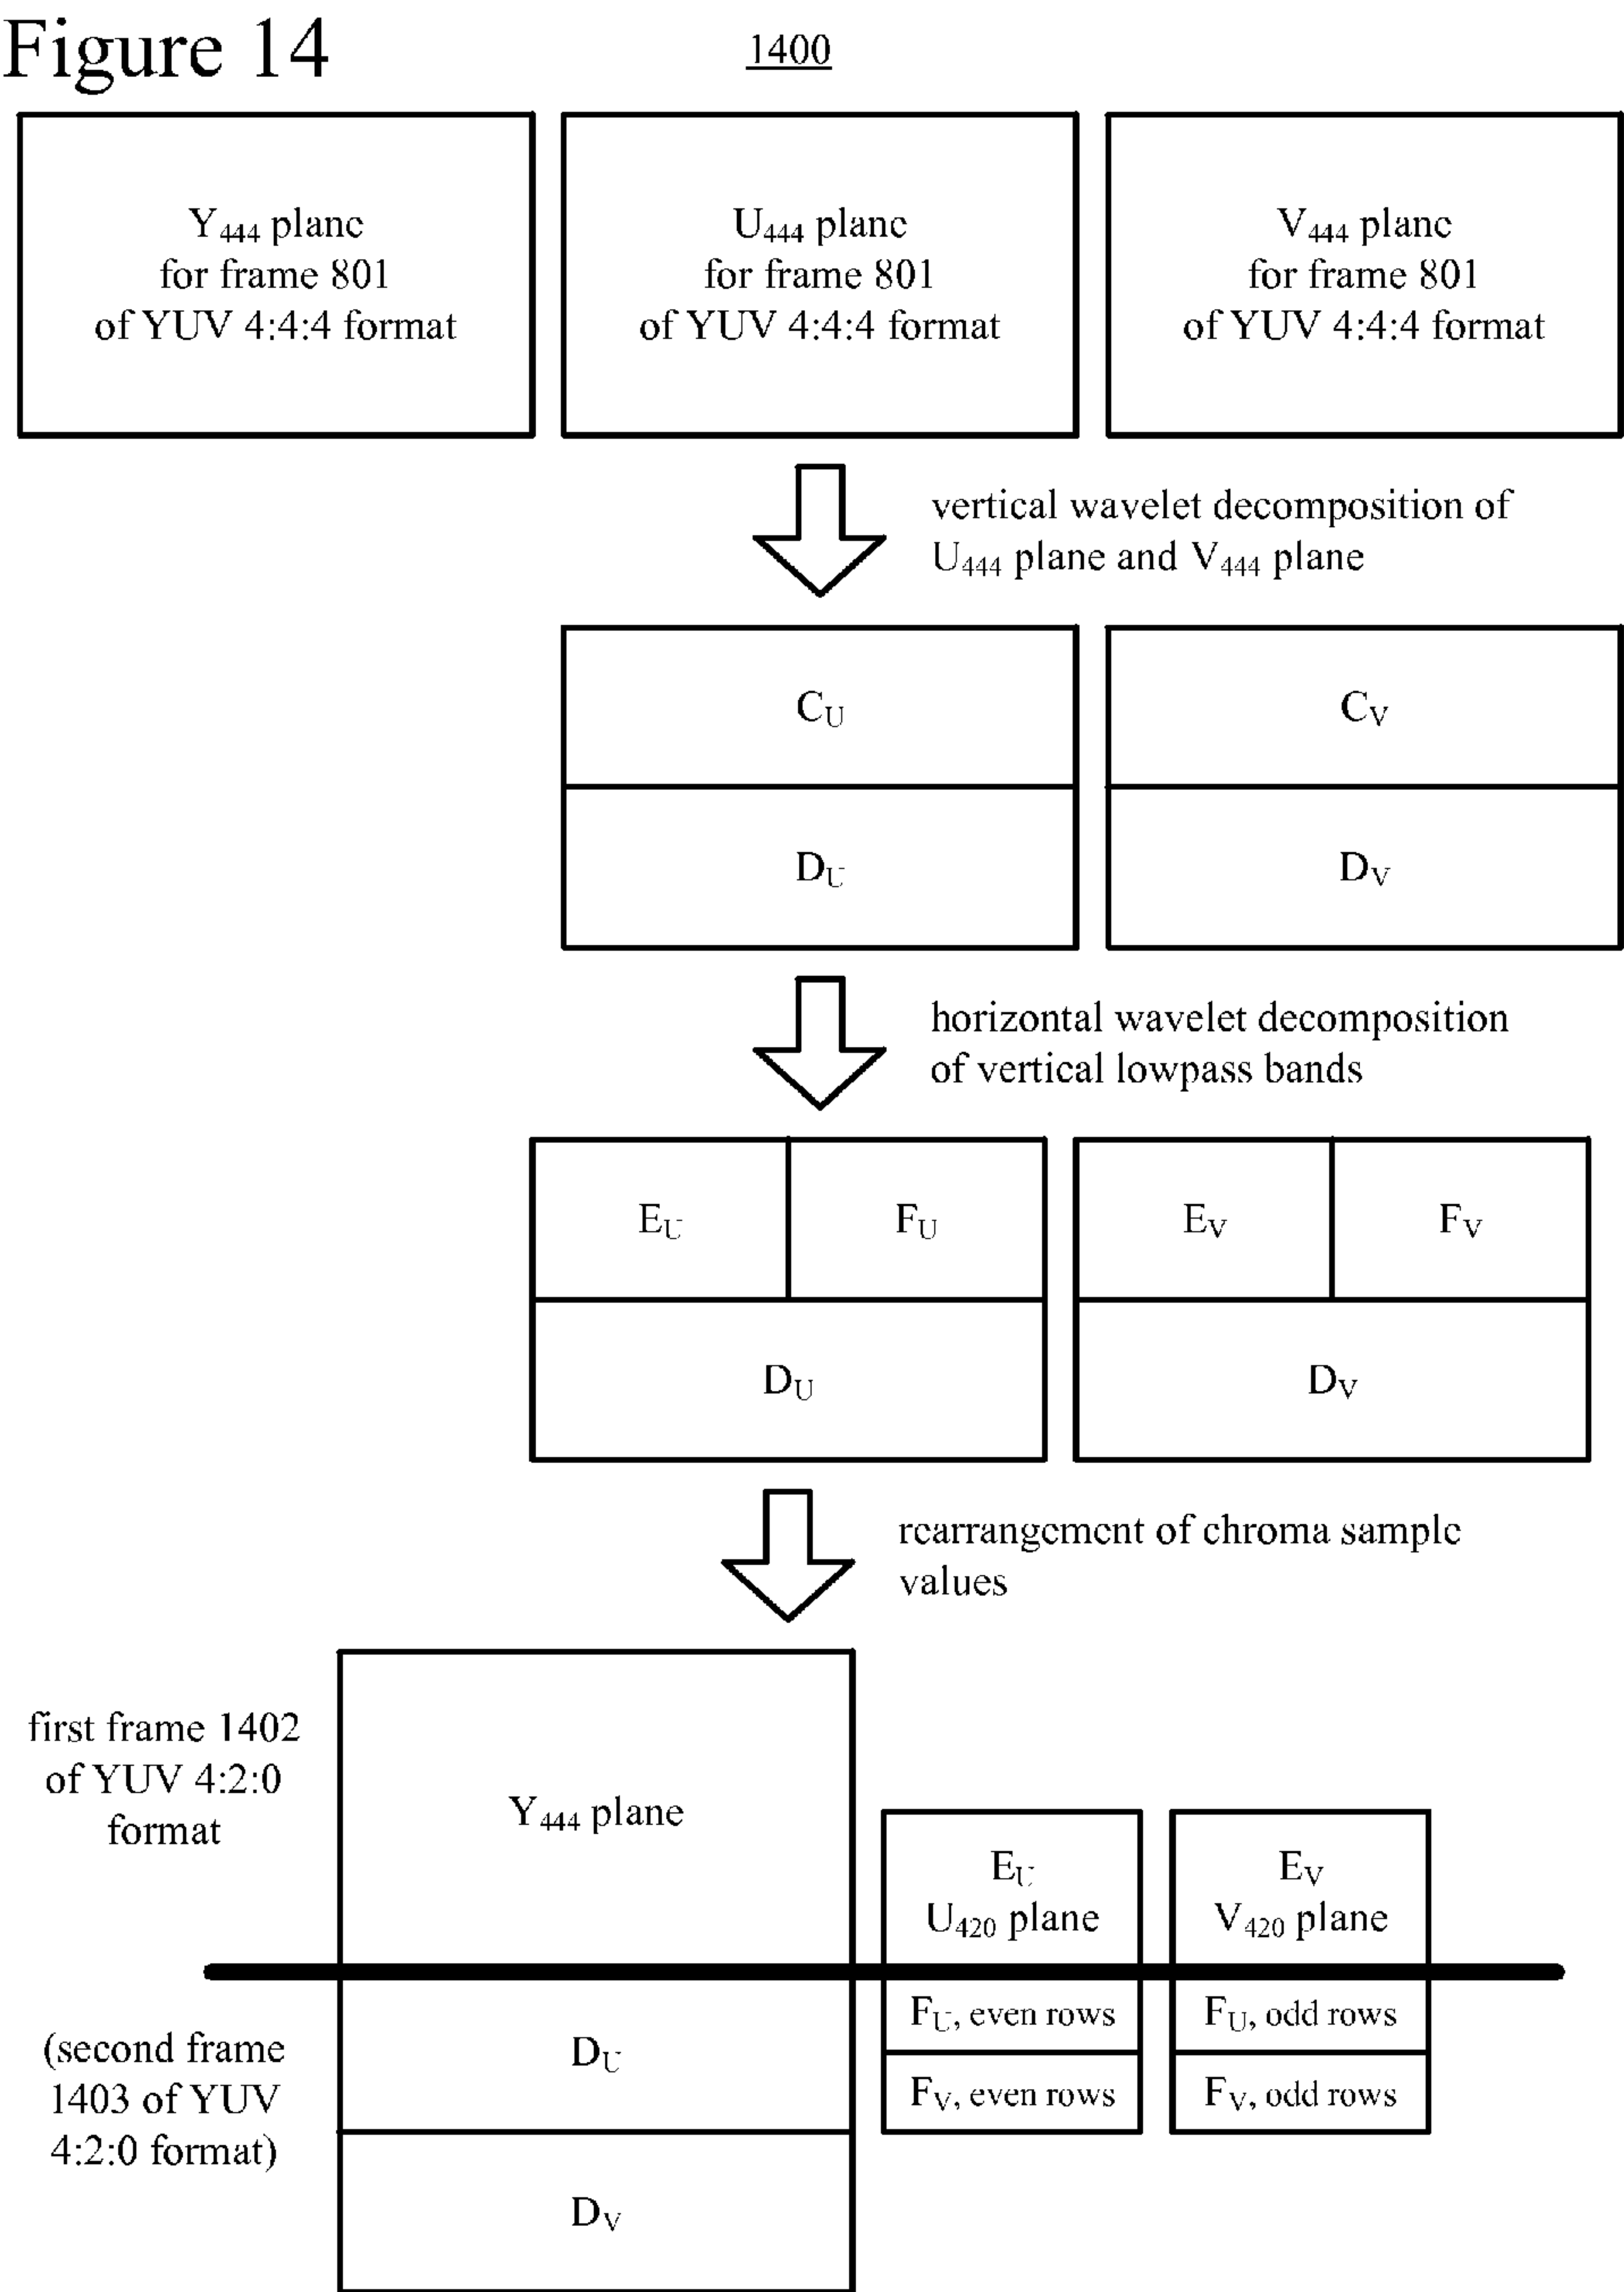 Figure 14
1400
Y444 plane
for frame 801
of YUV 4:4:4 format
U444 plane
for frame 801
of YUV 4:4:4 format
V444 plane
for frame 801
of YUV 4:4:4 format
vertical wavelet decomposition of
U444 plane and V444 plane
CU
CV
DU
DV
horizontal wavelet decomposition
of vertical lowpass bands
EU
FU
EV
FV
DU
DV
rearrangement of chroma sample
values
first frame 1402
of YUV 4:2:0
format
Y444 plane
EU
U420 plane
EV
V420 plane
(second frame
1403 of YUV
4:2:0 format)
DU
FU, even rows
FU, odd rows
FV, even rows
FV, odd rows
DV